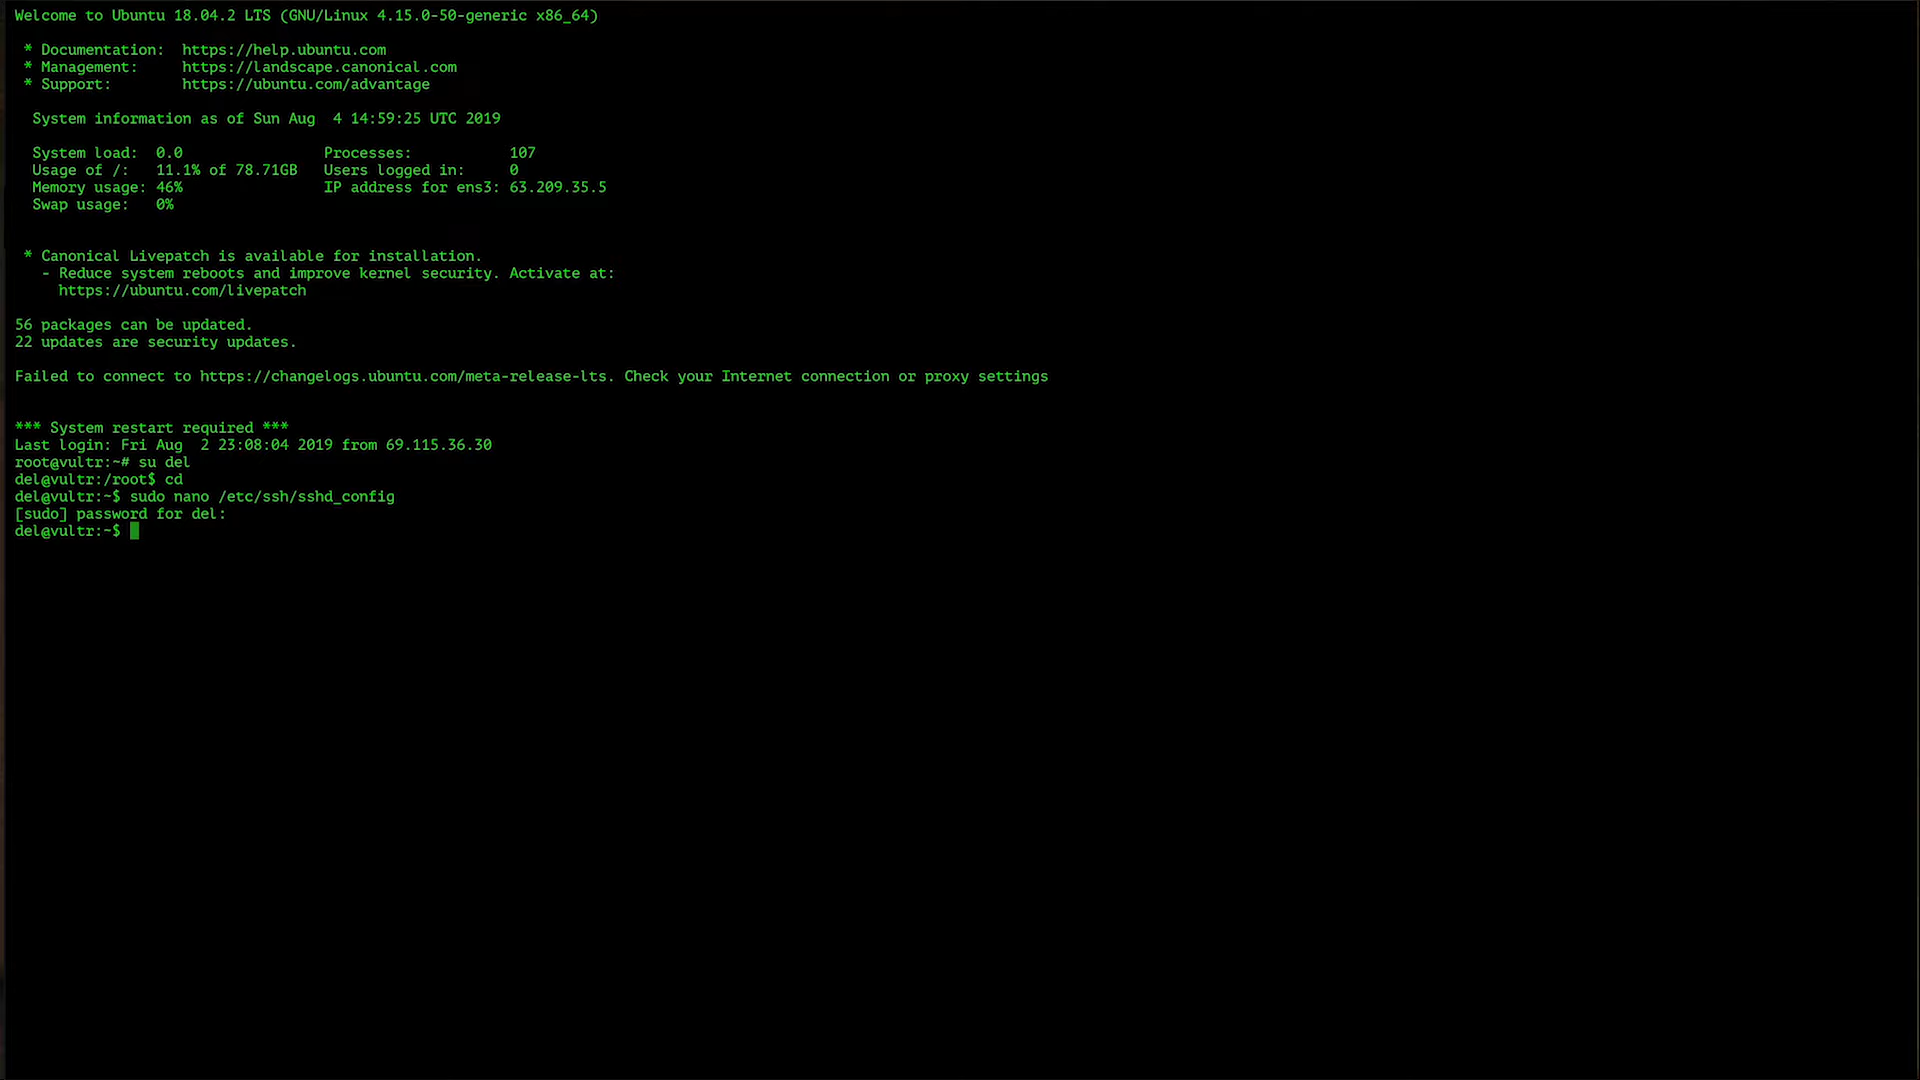 Welcome to Ubuntu 18.04.2 LTS (GNU/Linux 4.15.0-50-generic x86_64)
* Documentation:  https://help.ubuntu.com
* Management:     https://landscape.canonical.com
* Support:        https://ubuntu.com/advantage
System information as of Sun Aug  4 14:59:25 UTC 2019
System load:  0.0                Processes:           107
Usage of /:   11.1% of 78.71GB   Users logged in:     0
Memory usage: 46%                IP address for ens3: 63.209.35.5
Swap usage:   0%
* Canonical Livepatch is available for installation.
- Reduce system reboots and improve kernel security. Activate at:
https://ubuntu.com/livepatch
56 packages can be updated.
22 updates are security updates.
Failed to connect to https://changelogs.ubuntu.com/meta-release-lts. Check your Internet connection or proxy settings
*** System restart required ***
Last login: Fri Aug  2 23:08:04 2019 from 69.115.36.30
root@vultr:~# su del
del@vultr:/root$ cd
del@vultr:~$ sudo nano /etc/ssh/sshd_config
[sudo] password for del:
del@vultr:~$